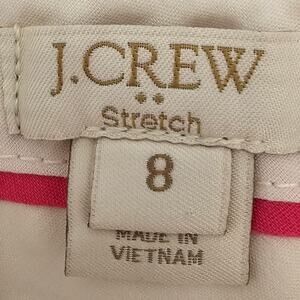 J.CREW
Stretch
8
MADE IN
VIETNAM